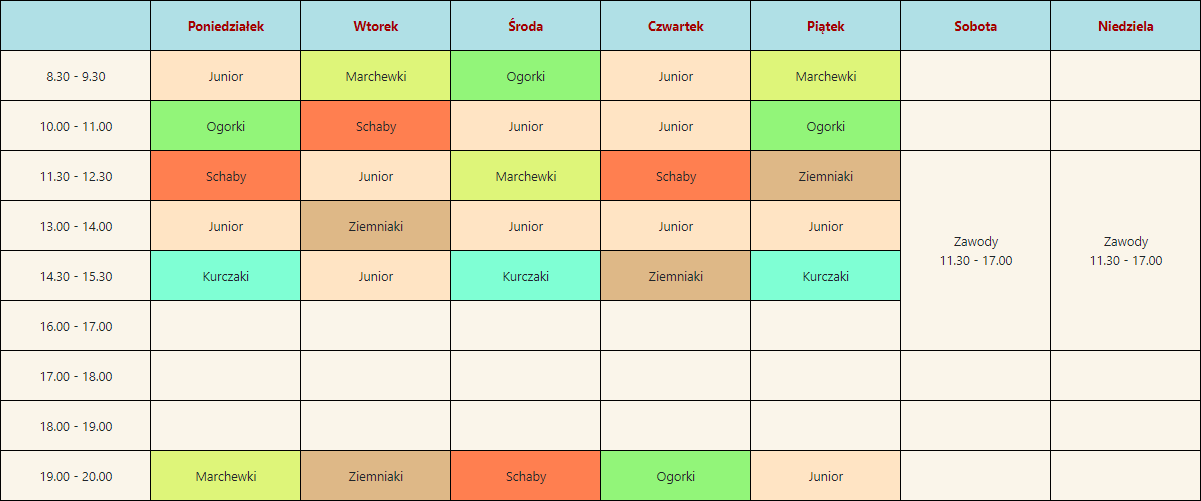 Poniedziałek Wtorek Środa Czwartek Piątek Sobota Niedziela
8.30 - 9.30 Junior Marchewki Ogorki Junior Marchewki
10.00 - 11.00 Ogorki Schaby Junior Junior Ogorki
11.30 - 12.30 Schaby Junior Marchewki Schaby Ziemniaki
13.00 - 14.00 Junior Ziemniaki Junior Junior Junior
Zawody Zawody
11.30 - 17.00 11.30 - 17.00
14.30 - 15.30 Kurczaki Junior Kurczaki Ziemniaki Kurczaki
16.00 - 17.00
17.00 - 18.00
18.00 - 19.00
19.00 - 20.00 Marchewki Ziemniaki Schaby Ogorki Junior